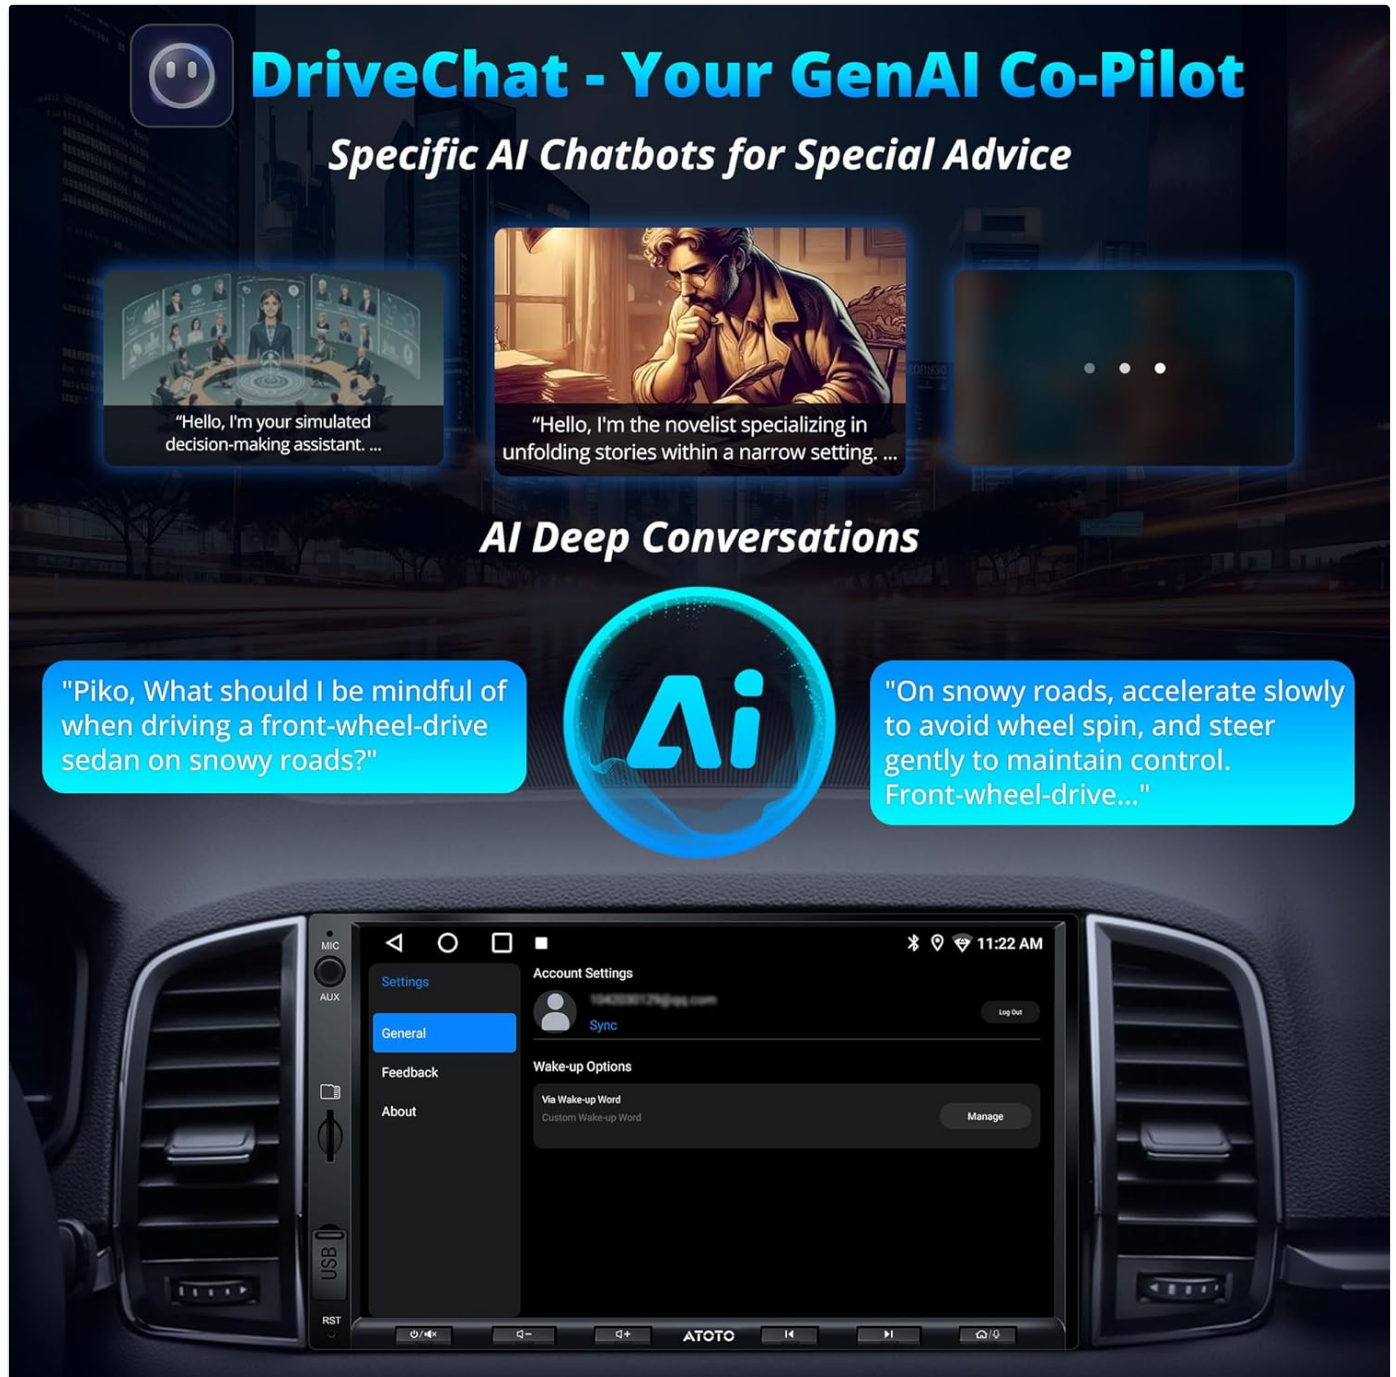 DriveChat - Your GenAI Co-Pilot
Specific AI Chatbots for Special Advice
"Hello, I'm your simulated
decision-making assistant. ...
"Hello, I'm the novelist specializing in
unfolding stories within a narrow setting. ...
AI Deep Conversations
"Piko, What should I be mindful of
when driving a front-wheel-drive
sedan on snowy roads?"
Ai
"On snowy roads, accelerate slowly
to avoid wheel spin, and steer
gently to maintain control.
Front-wheel-drive..."
MIC
AUX
USB
RST
11:22 AM
Settings
General
Feedback
About
Account Settings
Sync
Log Out
Wake-up Options
Via Wake-up Word
Custom Wake-up Word
Manage
ATOTO